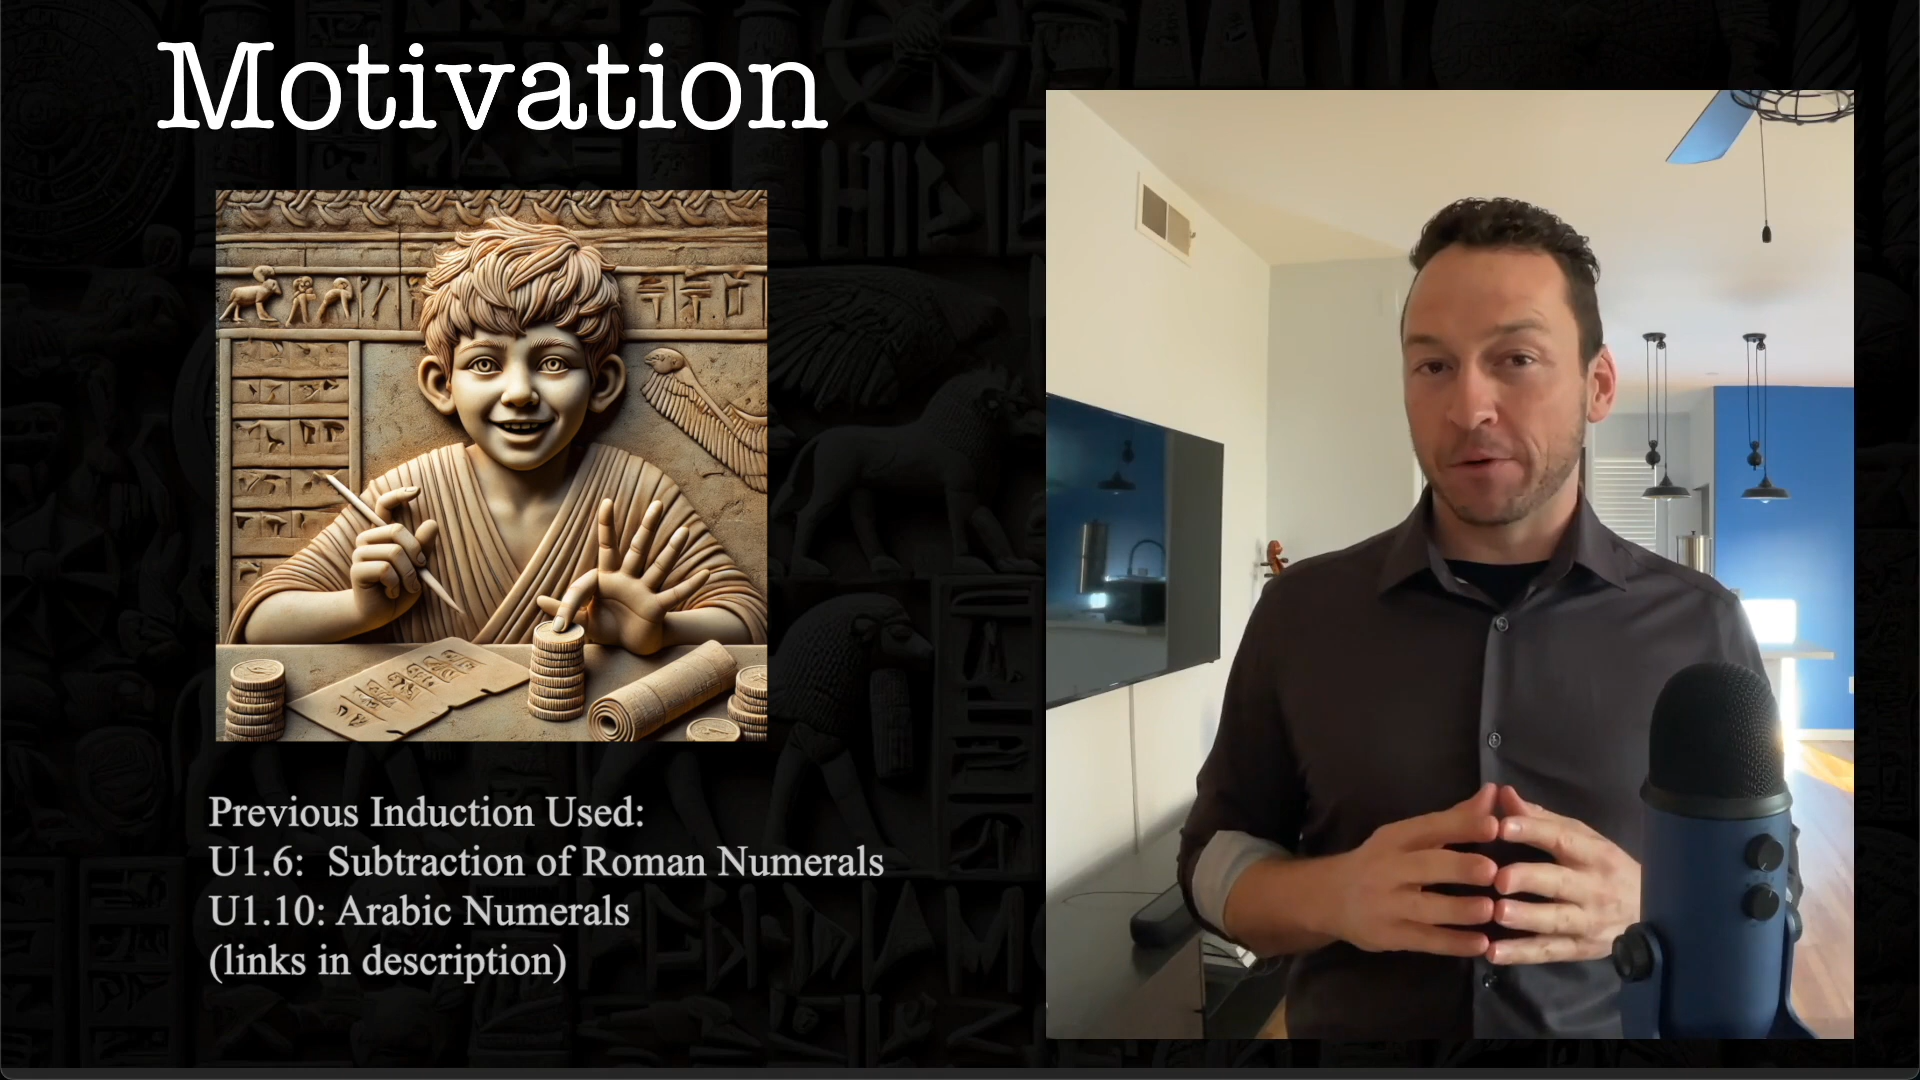 Motivation
Previous Induction Used:
U1.6:  Subtraction of Roman Numerals
U1.10: Arabic Numerals
(links in description)